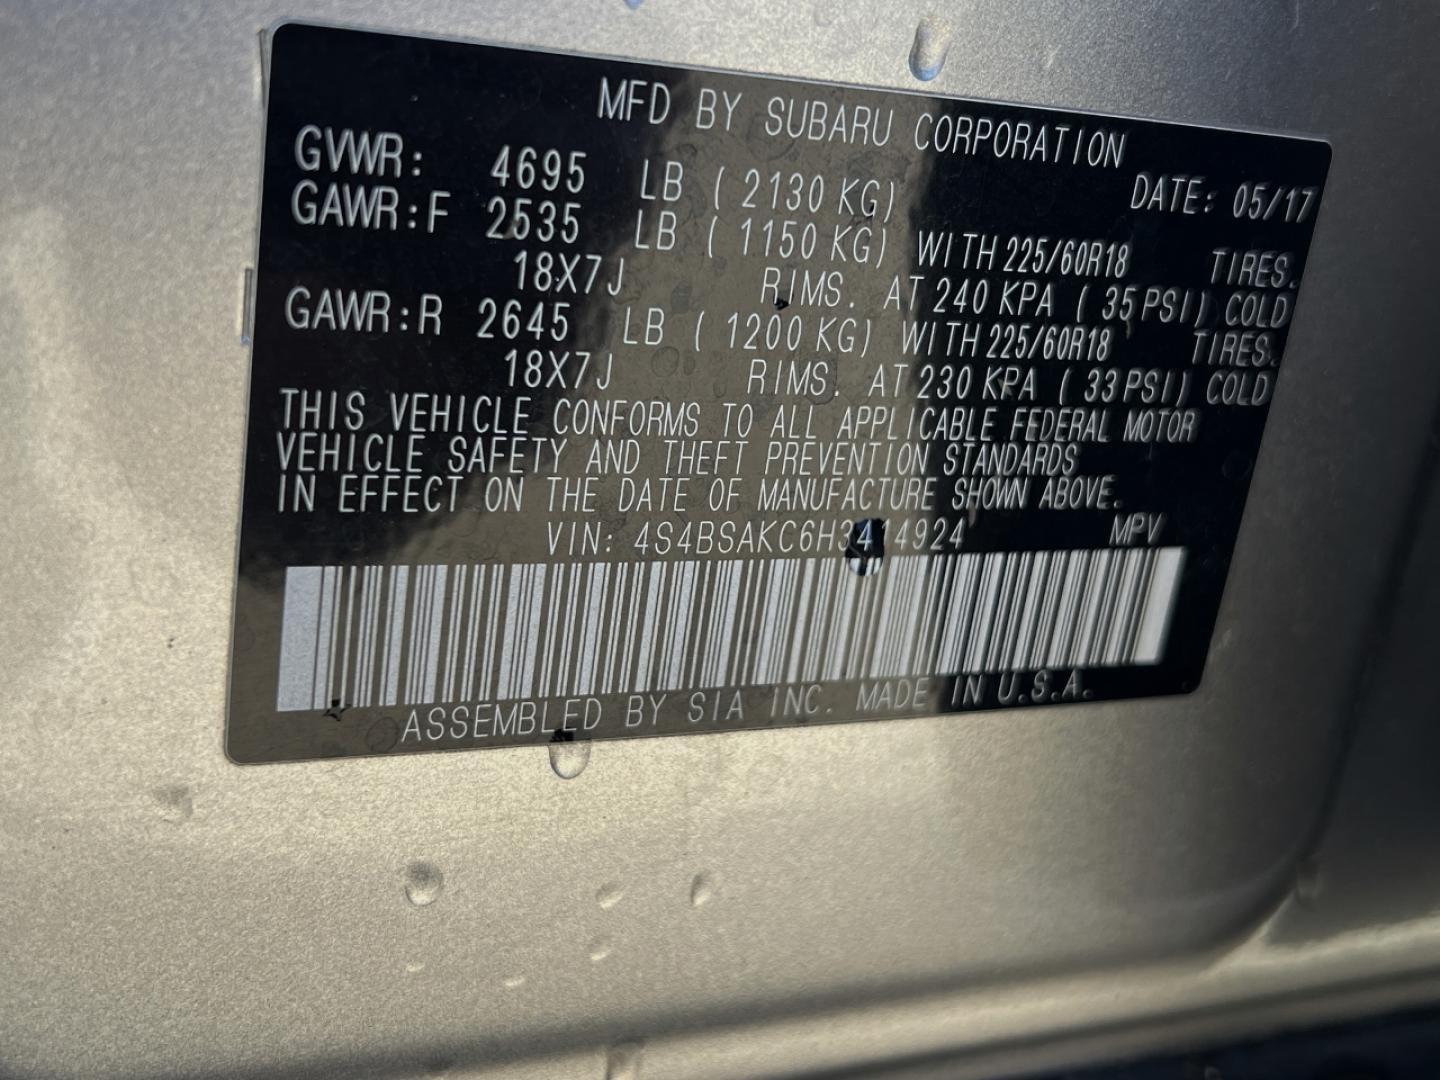 MFD BY SUBARU CORPORATION
GVWR: 4695 LB ( 2130 KG) DATE: 05/17
GAWR:F 2535 LB ( 1150 KG) WITH 225/60R18 TIRES.
18X7J RIMS. AT 240 KPA ( 35 PSI) COLD
GAWR:R 2645 LB ( 1200 KG) WITH 225/60R18 TIRES.
18X7J RIMS. AT 230 KPA ( 33 PSI) COLD
THIS VEHICLE CONFORMS TO ALL APPLICABLE FEDERAL MOTOR
VEHICLE SAFETY AND THEFT PREVENTION STANDARDS
IN EFFECT ON THE DATE OF MANUFACTURE SHOWN ABOVE.
VIN: MPV
ASSEMBLED BY SIA INC. MADE IN U.S.A.